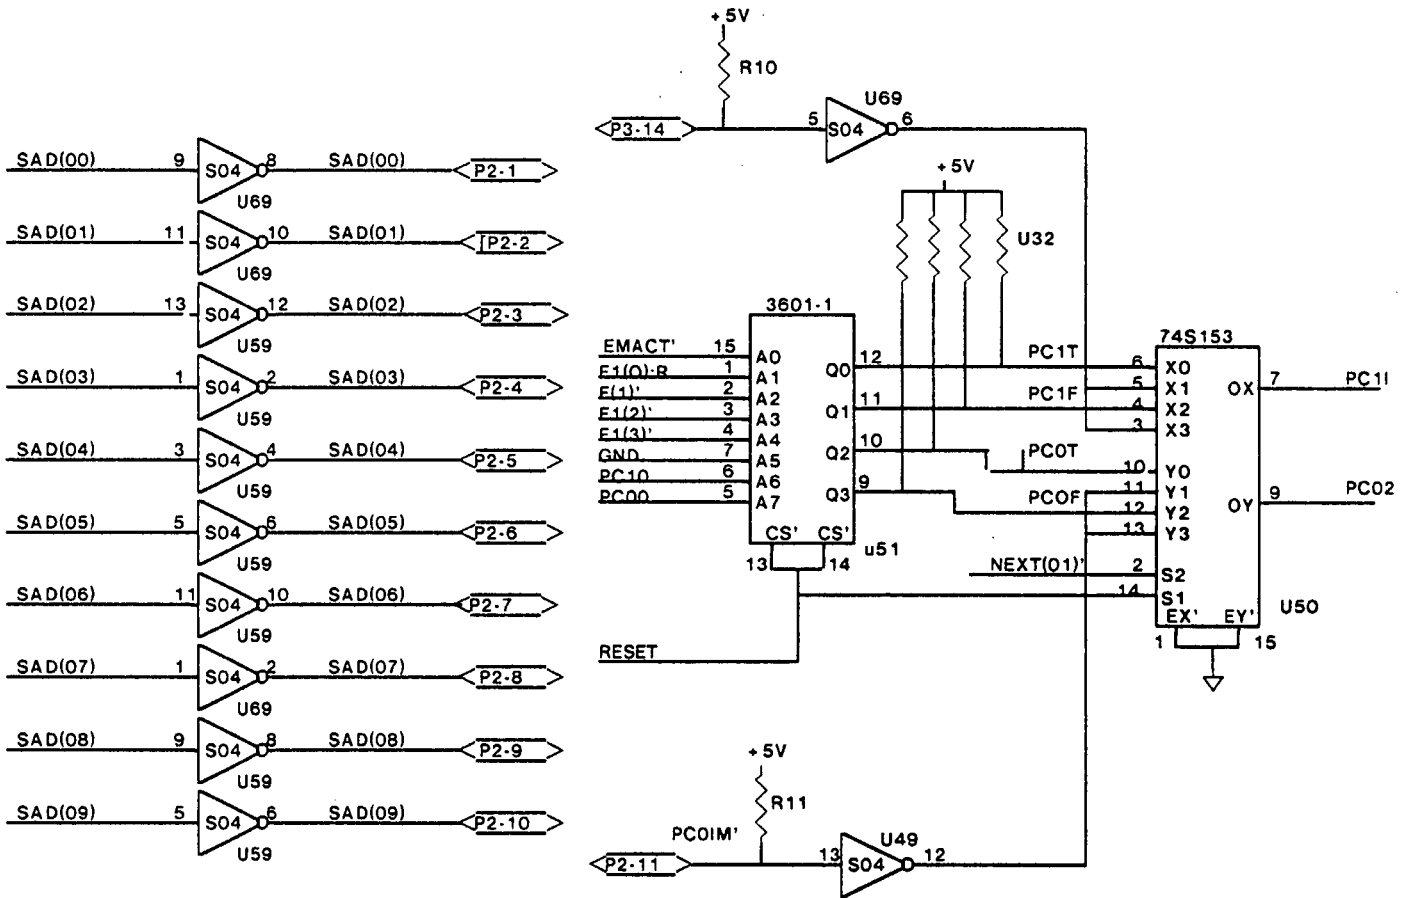 SAD(00) 9 S04 8 SAD(00) P2-1
U69
SAD(01) 11 S04 10 SAD(01) P2-2
U69
SAD(02) 13 S04 12 SAD(02) P2-3
U59
SAD(03) 1 S04 2 SAD(03) P2-4
U59
SAD(04) 3 S04 4 SAD(04) P2-5
U59
SAD(05) 5 S04 6 SAD(05) P2-6
U59
SAD(06) 11 S04 10 SAD(06) P2-7
U59
SAD(07) 1 S04 2 SAD(07) P2-8
U69
SAD(08) 9 S04 8 SAD(08) P2-9
U59
SAD(09) 5 S04 6 SAD(09) P2-10
U59
+5V
R10
U69
P3-14 5 S04 6
+5V
U32
3601-1
EMACT' 15 A0
E1(0):R 1 A1
F(1)' 2 A2
E1(2)' 3 A3
E1(3)' 4 A4
GND 7 A5
PC10 6 A6
PC00 5 A7
Q0 12 PC1T
Q1 11 PC1F
Q2 10 PC0T
Q3 9 PC0F
CS' CS'
13 14
u51
RESET
74S153
6 X0
5 X1
4 X2
3 X3
10 Y0
11 Y1
12 Y2
13 Y3
NEXT(01)' 2 S2
14 S1
OX 7 PC1I
OY 9 PC02
EX' EY'
1 15
U50
+5V
R11
PC0IM'
U49
P2-11 13 S04 12